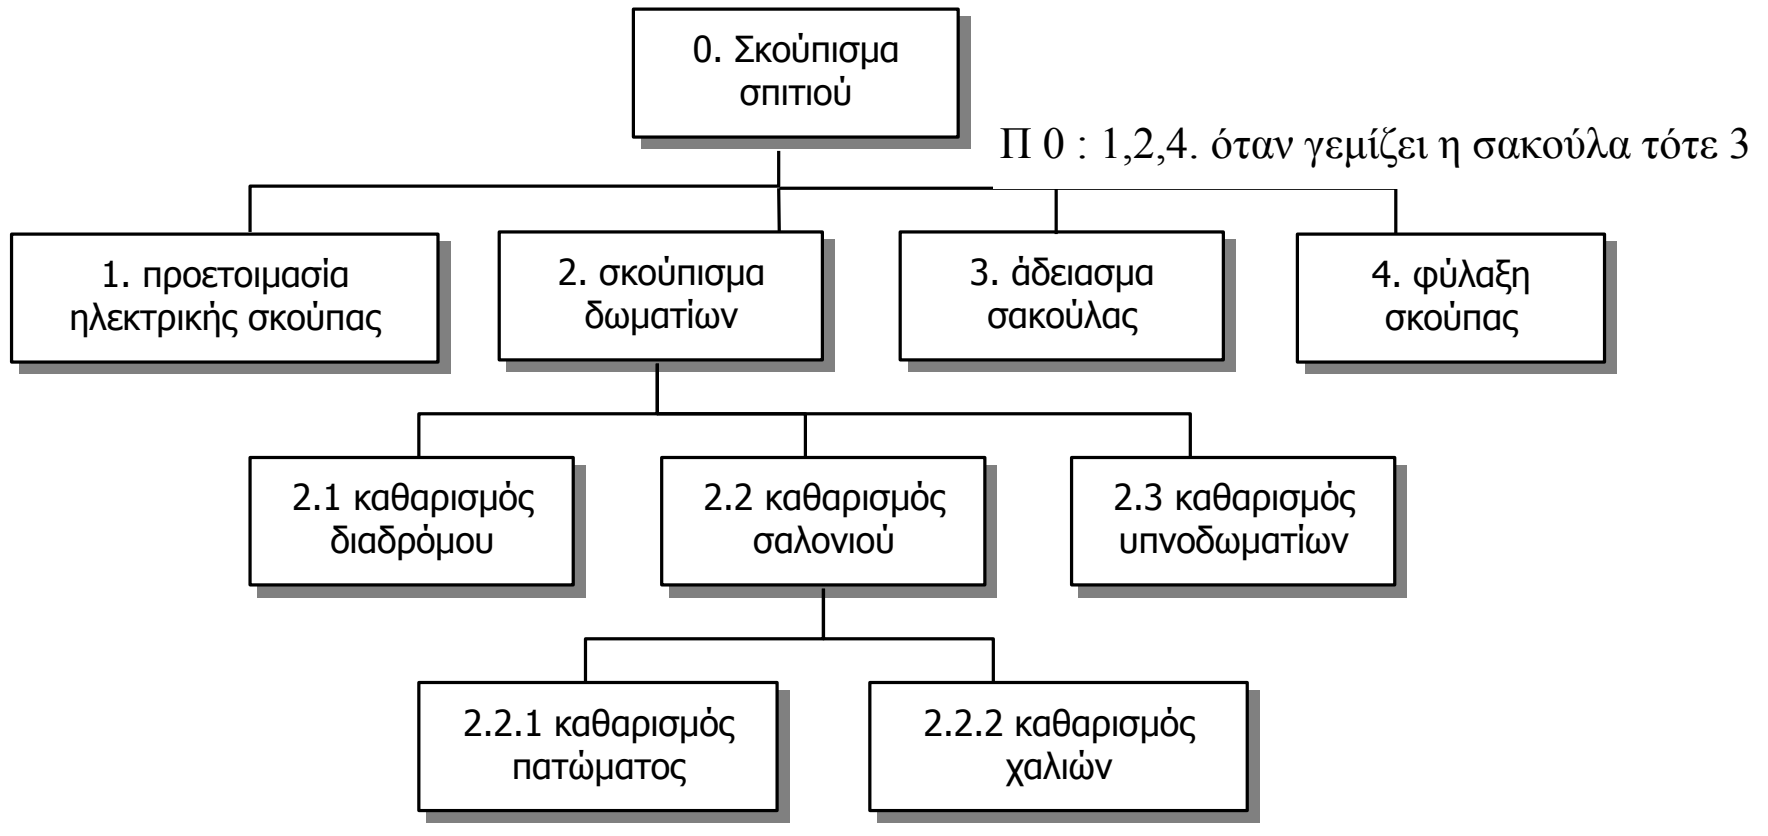 0. Σκούπισμα
σπιτιού
Π 0 : 1,2,4. όταν γεμίζει η σακούλα τότε 3
1. προετοιμασία
ηλεκτρικής σκούπας
2. σκούπισμα
δωματίων
3. άδειασμα
σακούλας
4. φύλαξη
σκούπας
2.1 καθαρισμός
διαδρόμου
2.2 καθαρισμός
σαλονιού
2.3 καθαρισμός
υπνοδωματίων
2.2.1 καθαρισμός
πατώματος
2.2.2 καθαρισμός
χαλιών